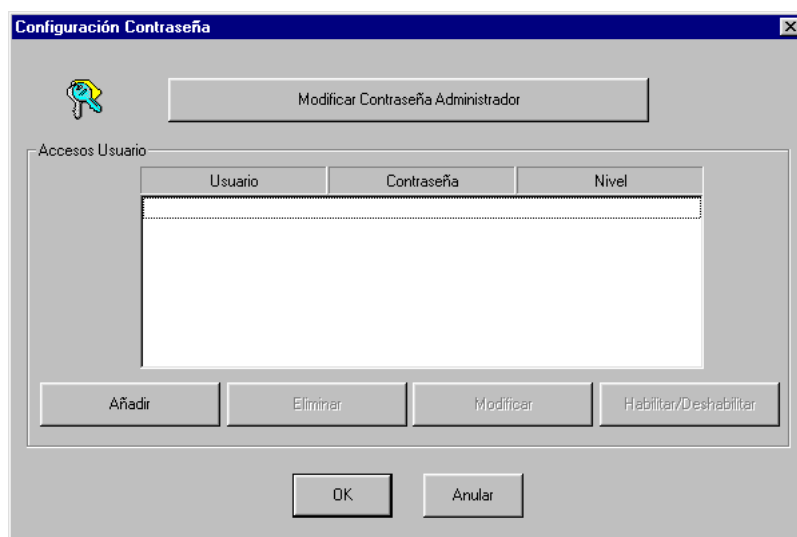 Configuración Contraseña
Modificar Contraseña Administrador
Accesos Usuario
Usuario Contraseña Nivel
Añadir Eliminar Modificar Habilitar/Deshabilitar
OK Anular